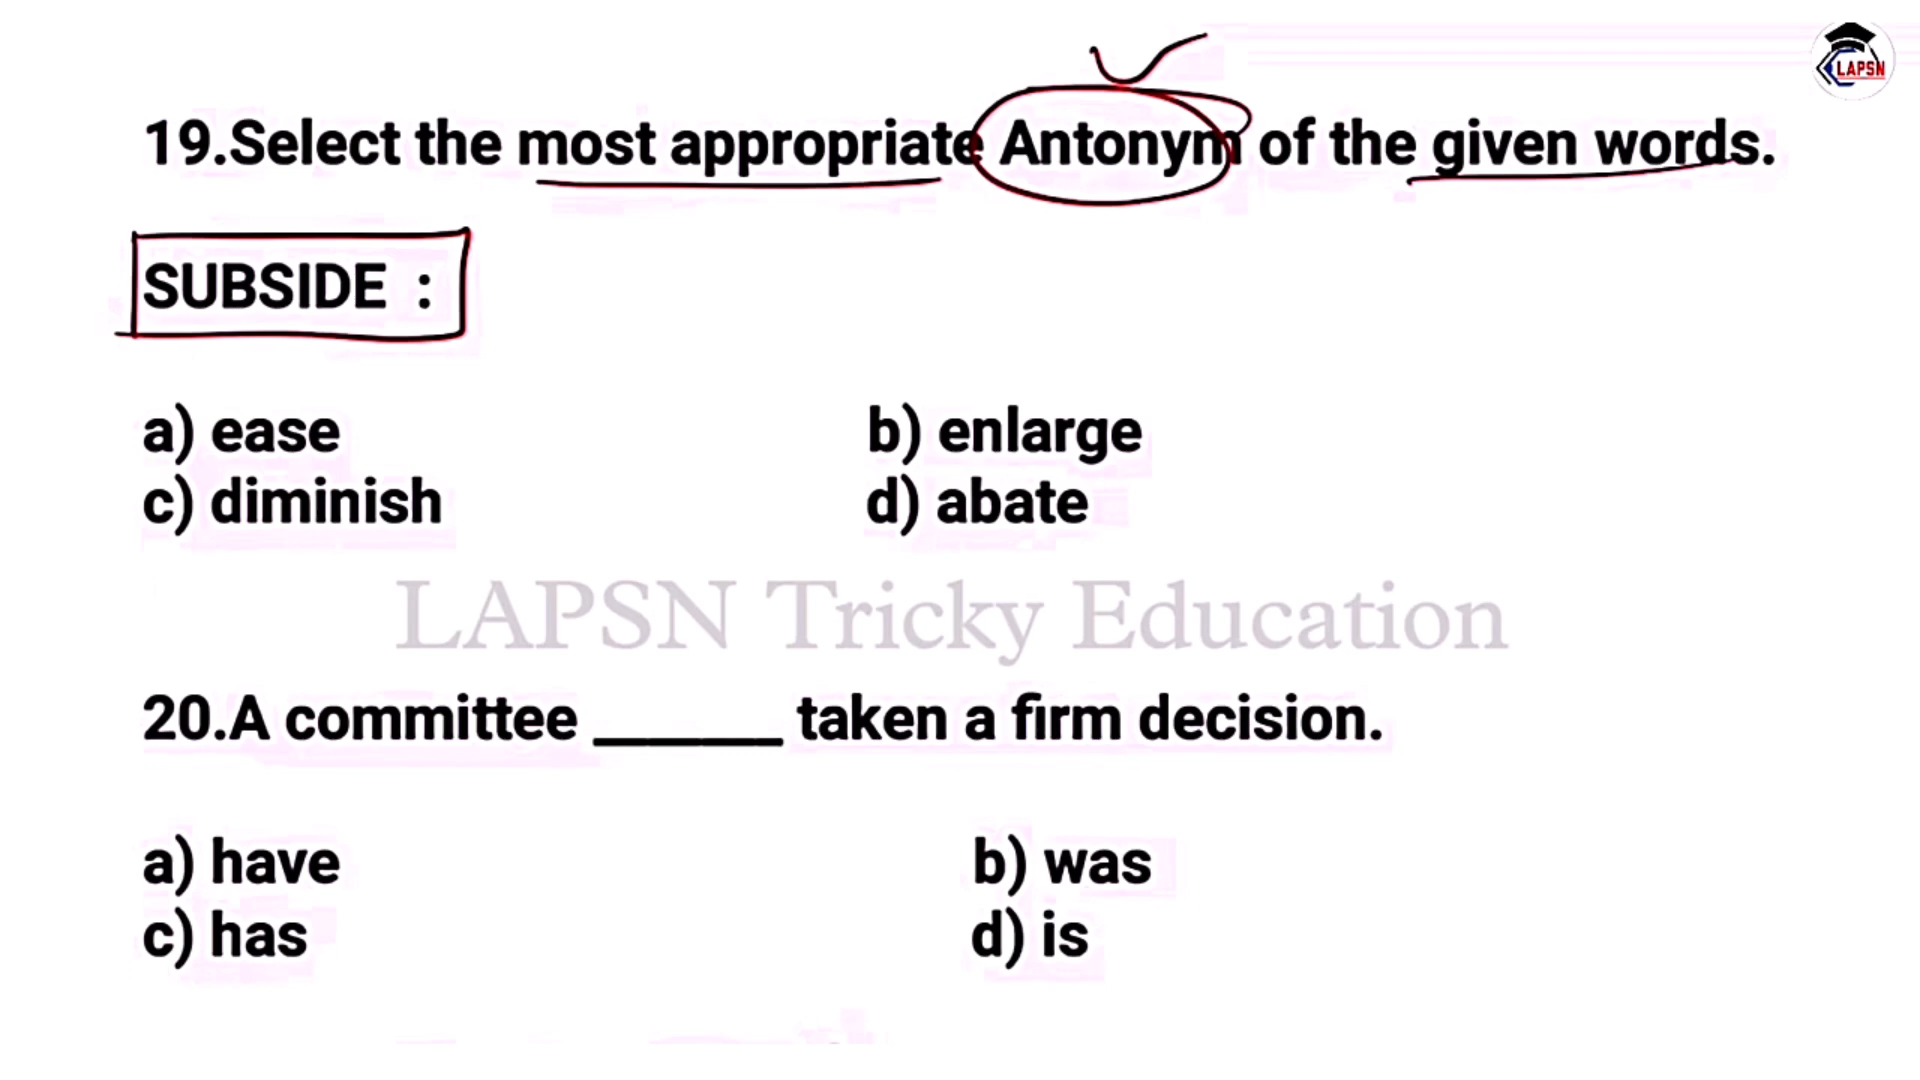 LAPSN
19.Select the most appropriate Antonym of the given words.
SUBSIDE :
a) ease b) enlarge
c) diminish d) abate
LAPSN Tricky Education
20.A committee _______ taken a firm decision.
a) have b) was
c) has d) is